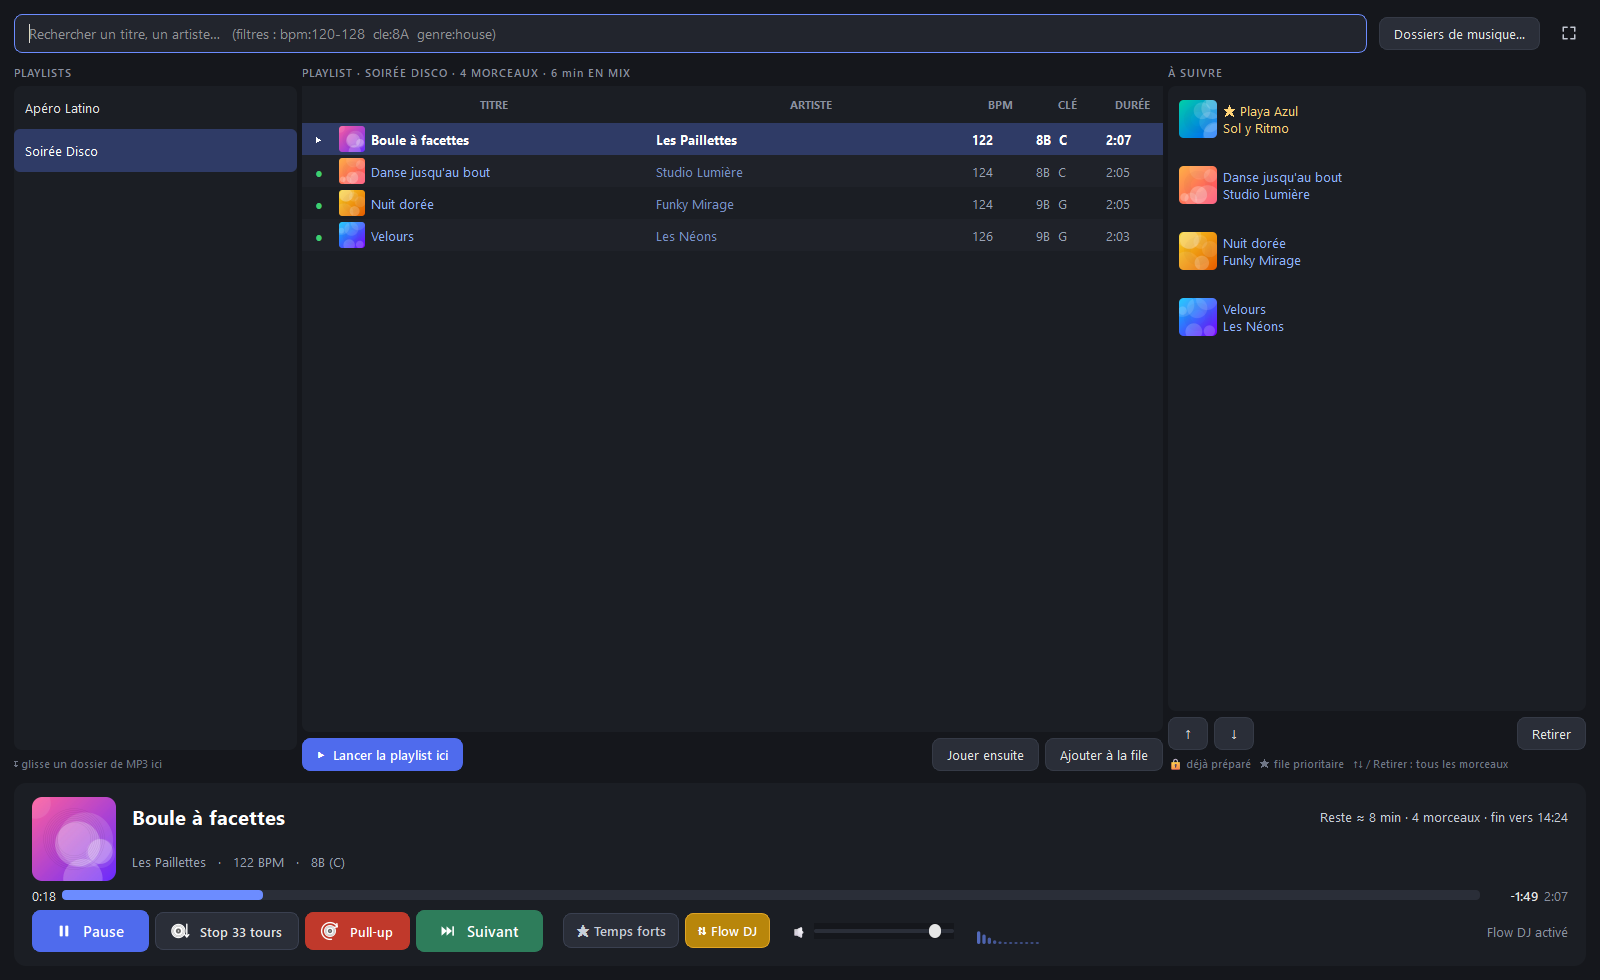 Rechercher un titre, un artiste... (filtres : bpm:120-128 cle:8A genre:house)
Dossiers de musique...
PLAYLISTS
Apéro Latino
Soirée Disco
glisse un dossier de MP3 ici
PLAYLIST · SOIRÉE DISCO · 4 MORCEAUX · 6 min EN MIX
TITRE ARTISTE BPM CLÉ DURÉE
Boule à facettes Les Paillettes 122 8B C 2:07
Danse jusqu'au bout Studio Lumière 124 8B C 2:05
Nuit dorée Funky Mirage 124 9B G 2:05
Velours Les Néons 126 9B G 2:03
Lancer la playlist ici
Jouer ensuite
Ajouter à la file
À SUIVRE
★ Playa Azul
Sol y Ritmo
Danse jusqu'au bout
Studio Lumière
Nuit dorée
Funky Mirage
Velours
Les Néons
↑ ↓ Retirer
🔒 déjà préparé ★ file prioritaire ↑↓ / Retirer : tous les morceaux
Boule à facettes
Les Paillettes · 122 BPM · 8B (C)
Reste ≈ 8 min · 4 morceaux · fin vers 14:24
0:18 -1:49 2:07
Pause
Stop 33 tours
Pull-up
Suivant
★ Temps forts
Flow DJ
Flow DJ activé